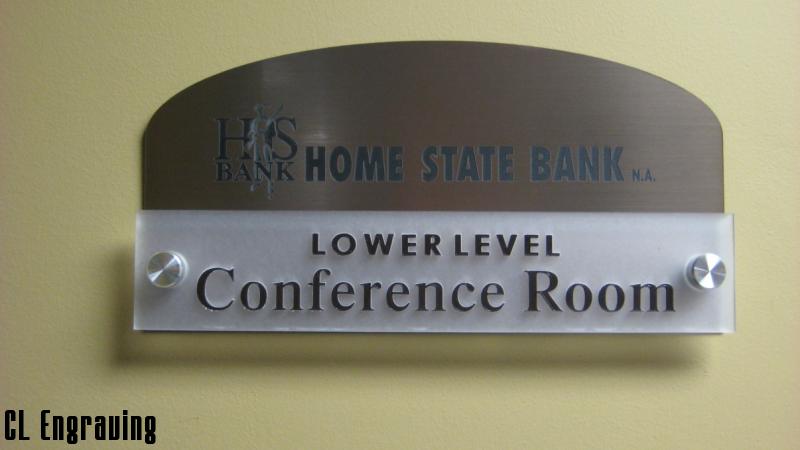 HS
BANK
HOME STATE BANK N.A.
LOWER LEVEL
Conference Room
CL Engraving